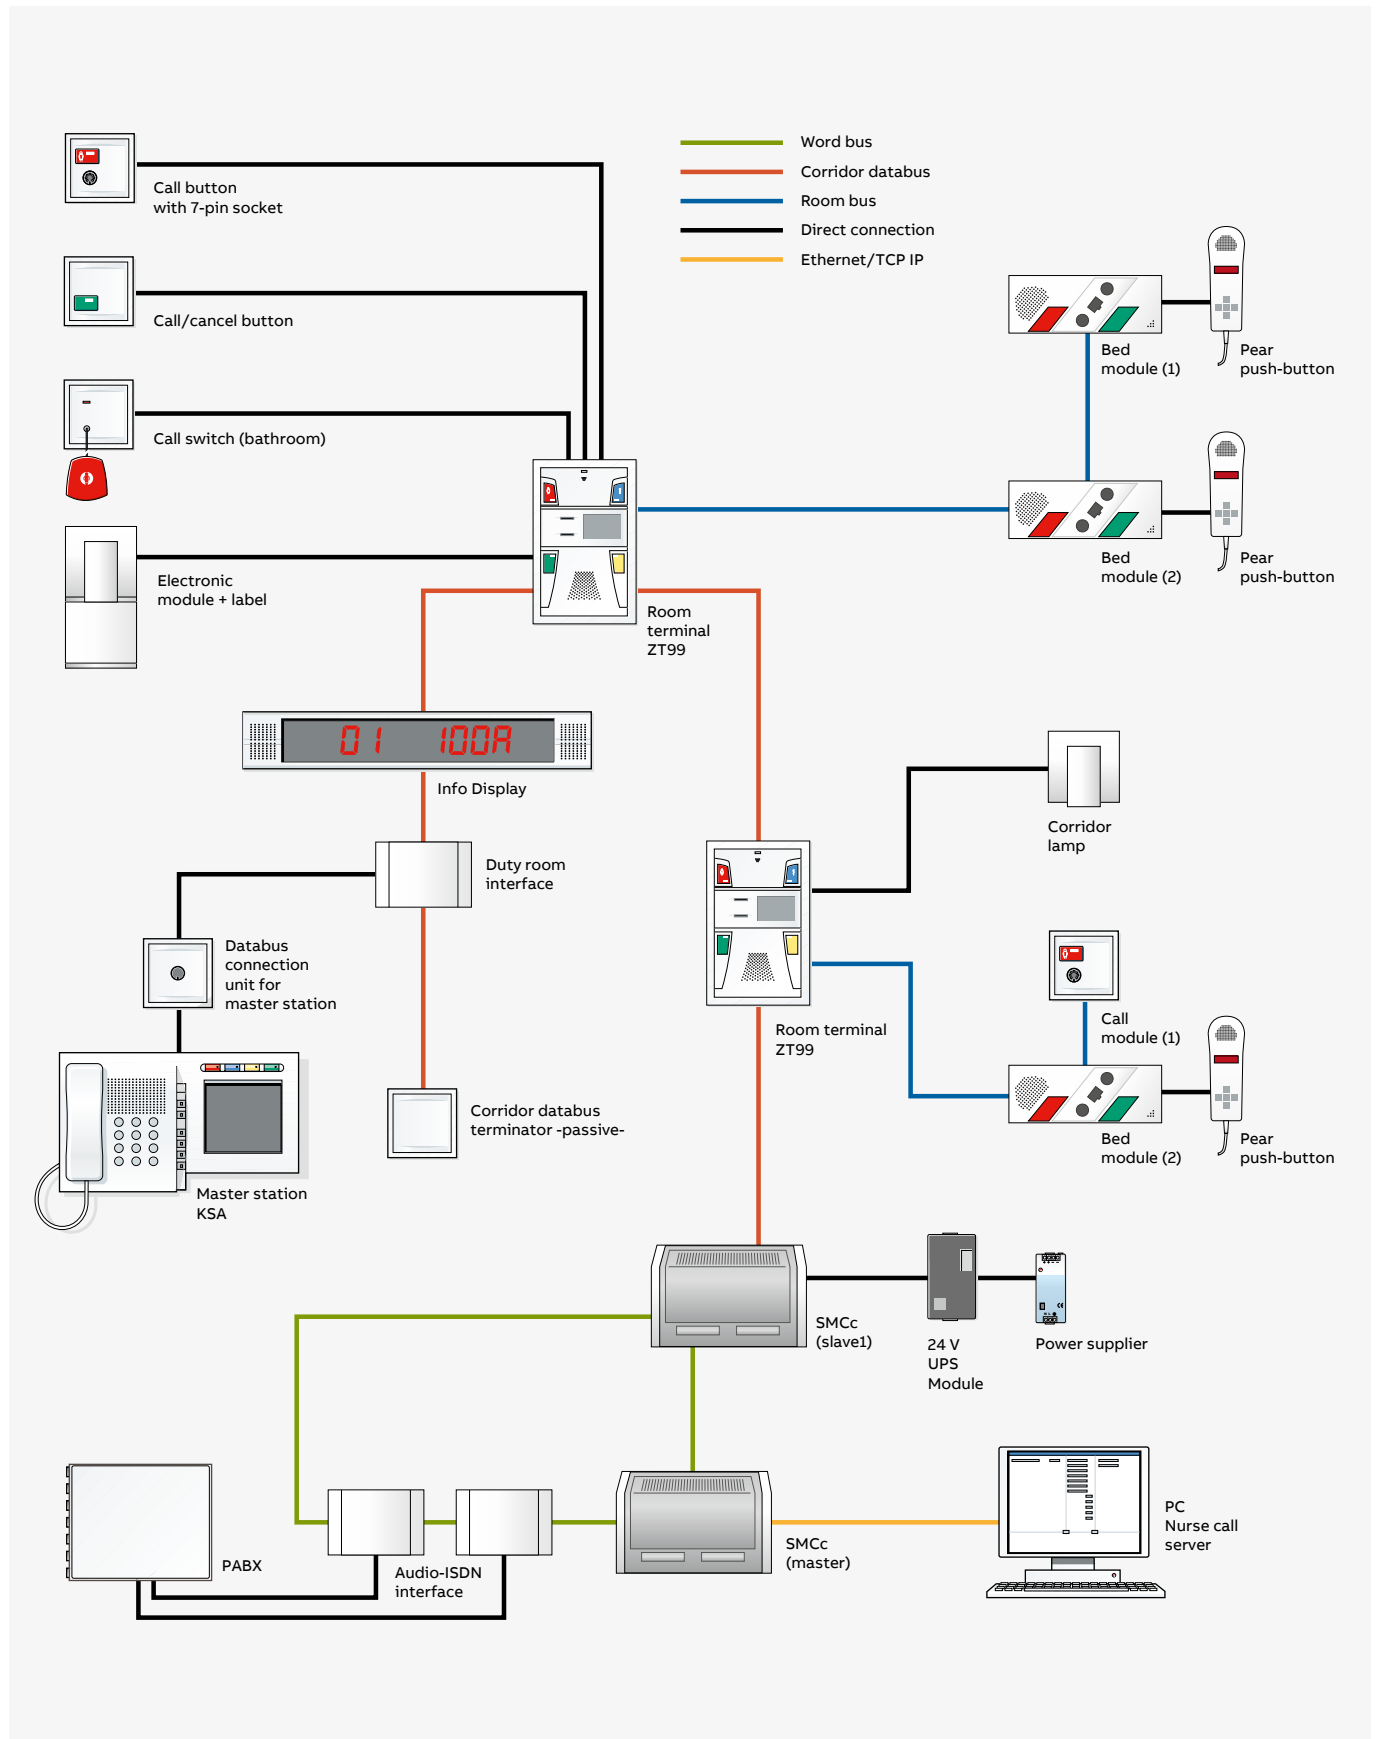 Word bus
Corridor databus
Room bus
Direct connection
Ethernet/TCP IP
Call button
with 7-pin socket
Call/cancel button
Call switch (bathroom)
Electronic
module + label
Bed
module (1)
Pear
push-button
Bed
module (2)
Pear
push-button
Room
terminal
ZT99
01 100A
Info Display
Duty room
interface
Databus
connection
unit for
master station
Master station
KSA
Corridor databus
terminator -passive-
Corridor
lamp
Room terminal
ZT99
Call
module (1)
Bed
module (2)
Pear
push-button
SMCc
(slave1)
24 V
UPS
Module
Power supplier
PABX
Audio-ISDN
interface
SMCc
(master)
PC
Nurse call
server